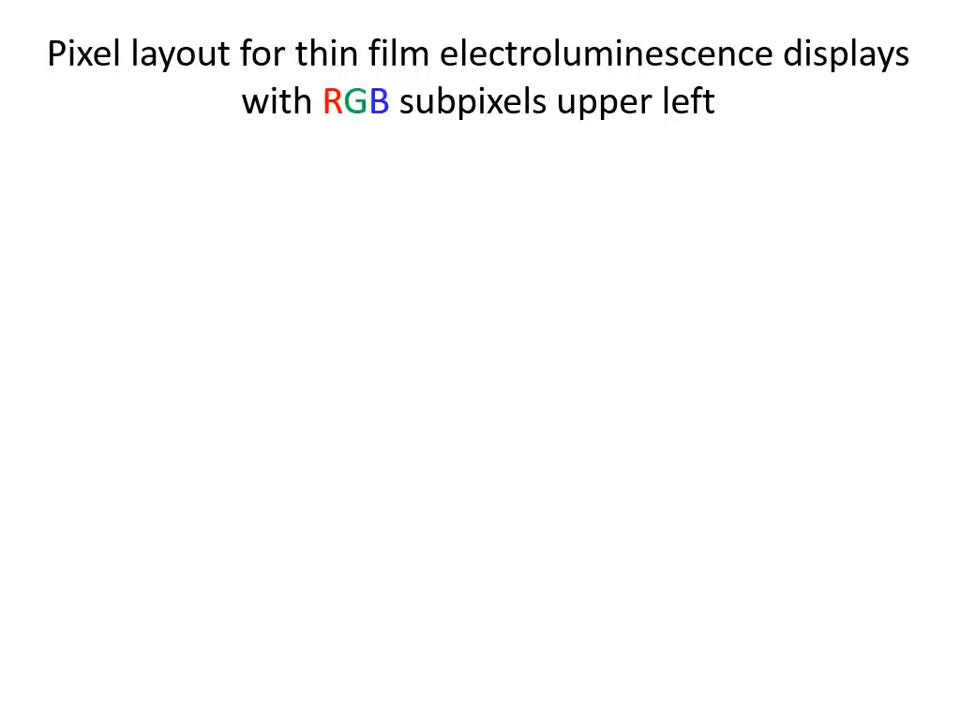 Pixel layout for thin film electroluminescence displays
with RGB subpixels upper left